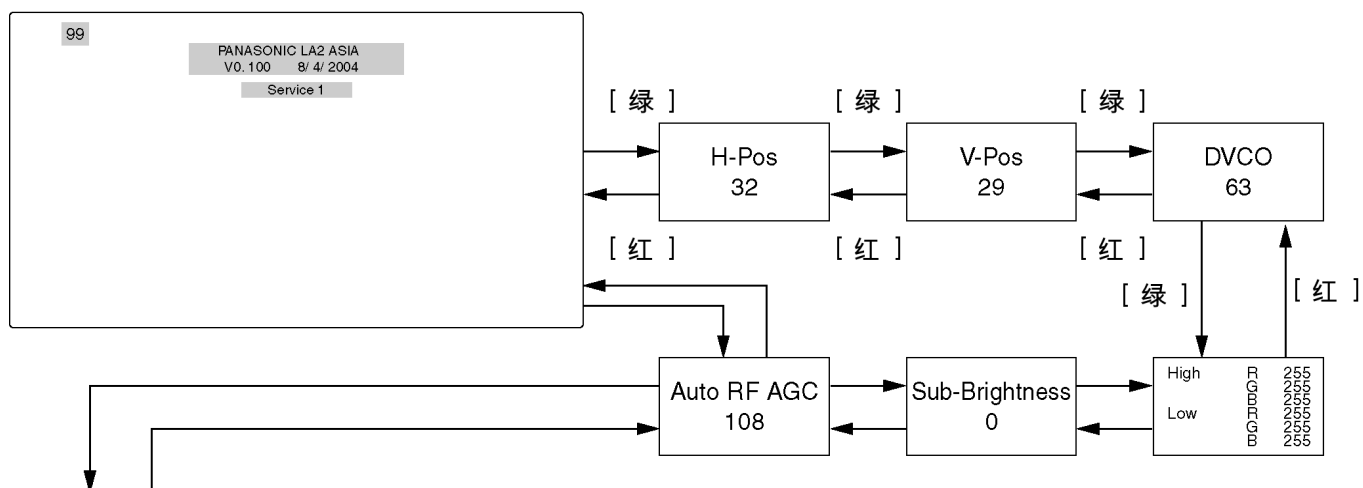 99
PANASONIC LA2 ASIA
V0. 100 8/ 4/ 2004
Service 1
[ 绿 ] [ 绿 ] [ 绿 ]
H-Pos
32
V-Pos
29
DVCO
63
[ 红 ] [ 红 ] [ 红 ]
[ 绿 ] [ 红 ]
Auto RF AGC
108
Sub-Brightness
0
High R 255
G 255
B 255
Low R 255
G 255
B 255